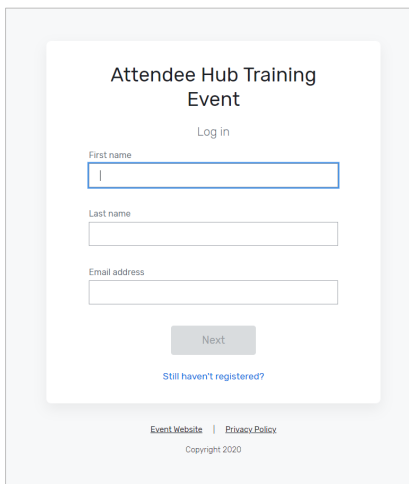 Attendee Hub Training
Event
Log in
First name
Last name
Email address
Next
Still haven't registered?
Event Website | Privacy Policy
Copyright 2020